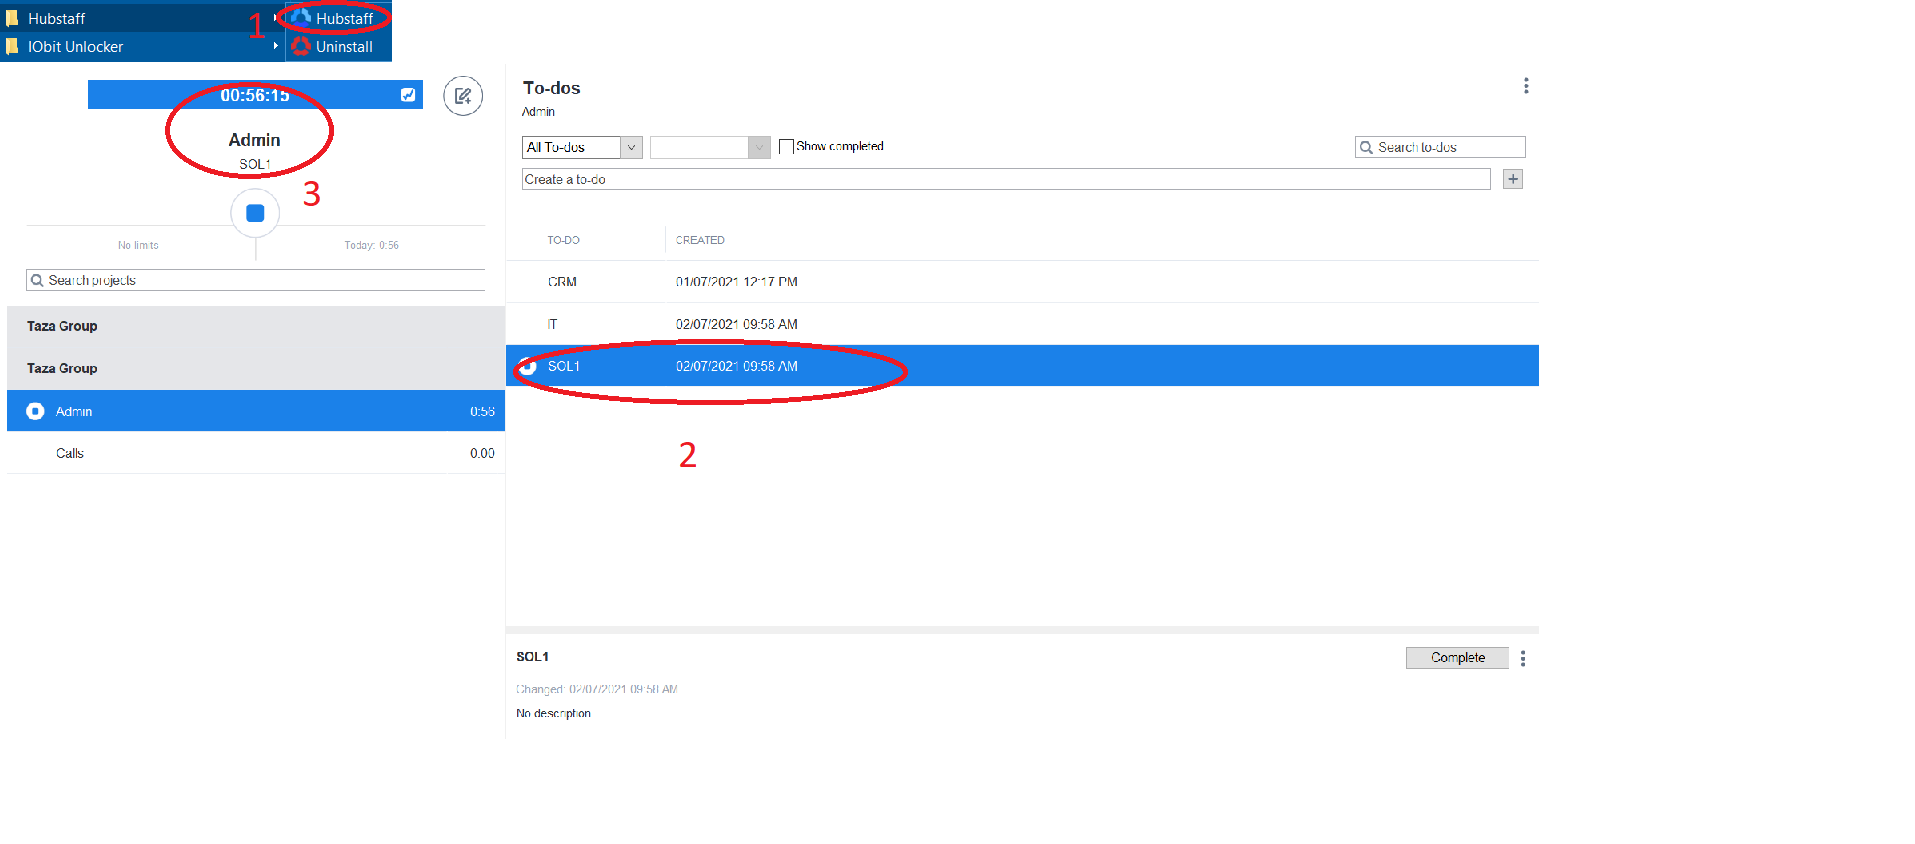 Hubstaff
IObit Unlocker
1
Hubstaff
Uninstall
00:56:15
Admin
SOL1
3
No limits
Today: 0:56
Search projects
Taza Group
Taza Group
Admin 0:56
Calls 0:00
To-dos
Admin
All To-dos
Show completed
Search to-dos
Create a to-do
+
TO-DO CREATED
CRM 01/07/2021 12:17 PM
IT 02/07/2021 09:58 AM
SOL1 02/07/2021 09:58 AM
2
SOL1
Complete
Changed: 02/07/2021 09:58 AM
No description